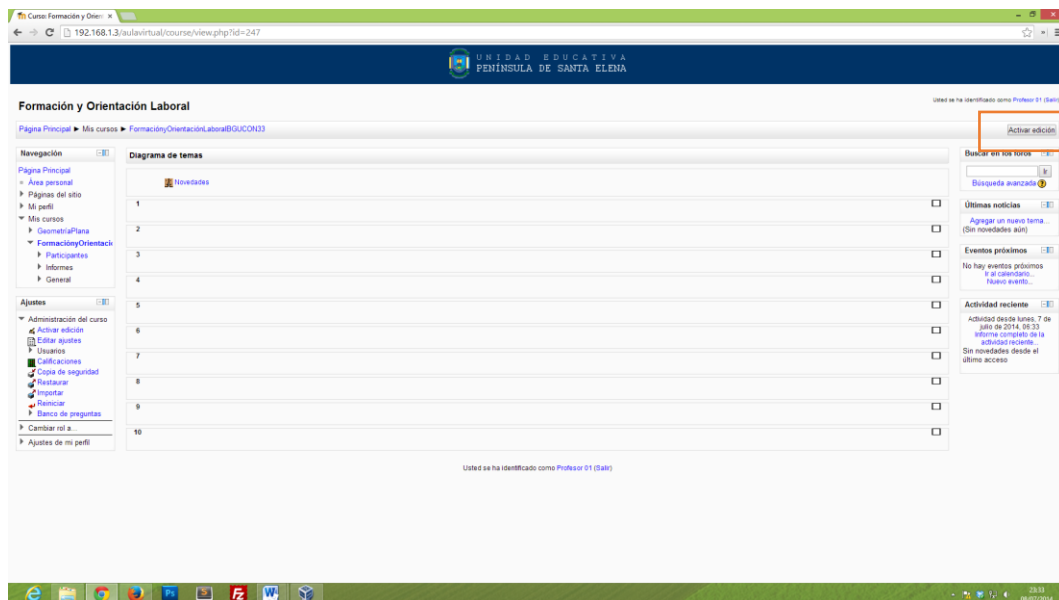 Curso: Formación y Orien
192.168.1.3/aulavirtual/course/view.php?id=247
UNIDAD EDUCATIVA
PENÍNSULA DE SANTA ELENA
Formación y Orientación Laboral
Usted se ha identificado como Profesor 01 (Salir)
Página Principal ► Mis cursos ► FormaciónyOrientaciónLaboralBGUCON33
Activar edición
Navegación
Página Principal
Área personal
Páginas del sitio
Mi perfil
Mis cursos
GeometríaPlana
FormaciónyOrientació
Participantes
Informes
General
Ajustes
Administración del curso
Activar edición
Editar ajustes
Usuarios
Calificaciones
Copia de seguridad
Restaurar
Importar
Reiniciar
Banco de preguntas
Cambiar rol a...
Ajustes de mi perfil
Diagrama de temas
Novedades
1
2
3
4
5
6
7
8
9
10
Usted se ha identificado como Profesor 01 (Salir)
Buscar en los foros
Ir
Búsqueda avanzada
Últimas noticias
Agregar un nuevo tema...
(Sin novedades aún)
Eventos próximos
No hay eventos próximos
Ir al calendario...
Nuevo evento...
Actividad reciente
Actividad desde lunes, 7 de
julio de 2014, 06:33
Informe completo de la
actividad reciente...
Sin novedades desde el
último acceso
23:33
08/07/2014